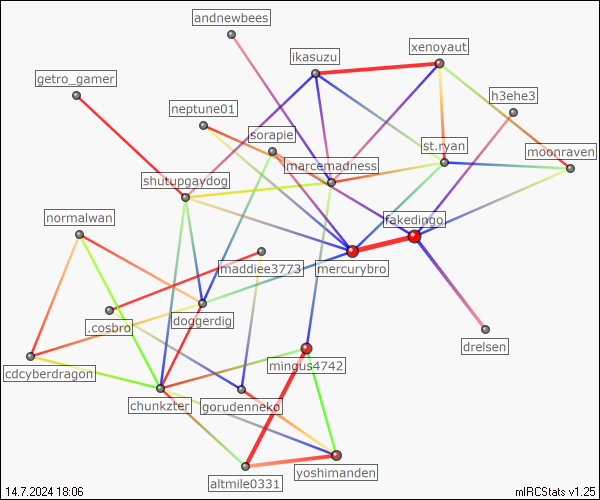 andnewbees
xenoyaut
ikasuzu
getro_gamer
h3ehe3
neptune01
sorapie
st.ryan
moonraven
marcemadness
shutupgaydog
normalwan
fakedingo
maddiee3773
mercurybro
.cosbro
doggerdig
drelsen
mingus4742
cdcyberdragon
chunkzter
gorudenneko
yoshimanden
altmile0331
14.7.2024 18:06
mIRCStats v1.25